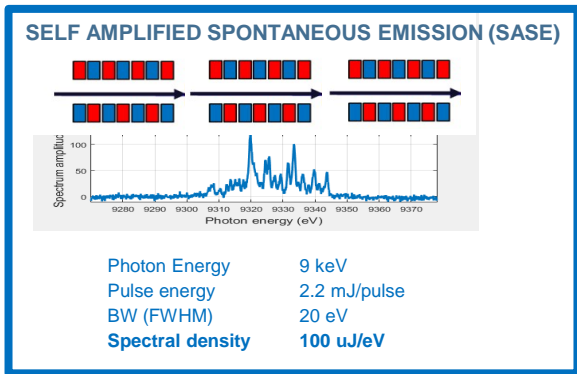 SELF AMPLIFIED SPONTANEOUS EMISSION (SASE)
100
50
0
Spectrum amplituc
9280 9290 9300 9310 9320 9330 9340 9350 9360 9370
Photon energy (eV)
Photon Energy 9 keV
Pulse energy 2.2 mJ/pulse
BW (FWHM) 20 eV
Spectral density 100 uJ/eV